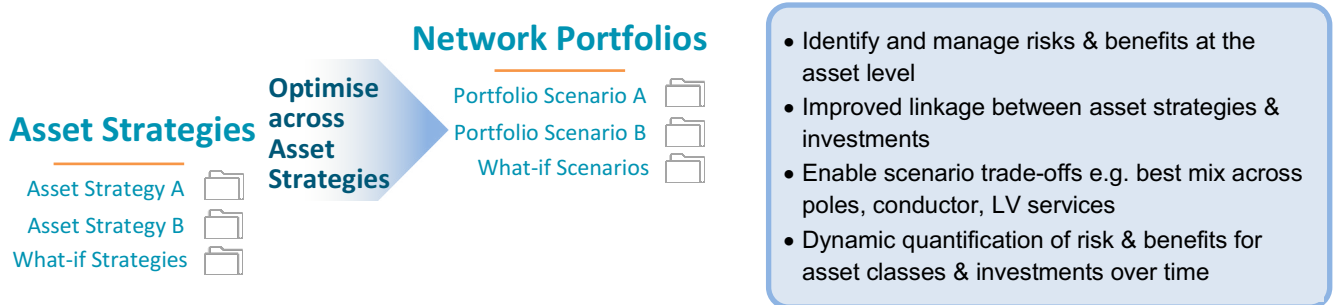 Asset Strategies
Asset Strategy A
Asset Strategy B
What-if Strategies
Optimise
across
Asset
Strategies
Network Portfolios
Portfolio Scenario A
Portfolio Scenario B
What-if Scenarios
• Identify and manage risks & benefits at the
asset level
• Improved linkage between asset strategies &
investments
• Enable scenario trade-offs e.g. best mix across
poles, conductor, LV services
• Dynamic quantification of risk & benefits for
asset classes & investments over time